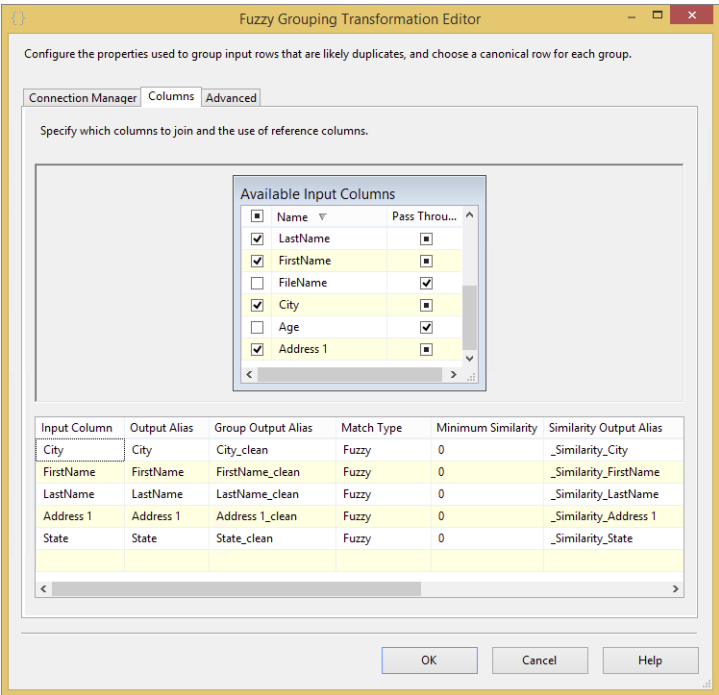 { }
Fuzzy Grouping Transformation Editor
Configure the properties used to group input rows that are likely duplicates, and choose a canonical row for each group.
Connection Manager Columns Advanced
Specify which columns to join and the use of reference columns.
Available Input Columns
Name Pass Throu...
LastName
FirstName
FileName
City
Age
Address 1
Input Column Output Alias Group Output Alias Match Type Minimum Similarity Similarity Output Alias
City City City_clean Fuzzy 0 _Similarity_City
FirstName FirstName FirstName_clean Fuzzy 0 _Similarity_FirstName
LastName LastName LastName_clean Fuzzy 0 _Similarity_LastName
Address 1 Address 1 Address 1_clean Fuzzy 0 _Similarity_Address 1
State State State_clean Fuzzy 0 _Similarity_State
OK Cancel Help